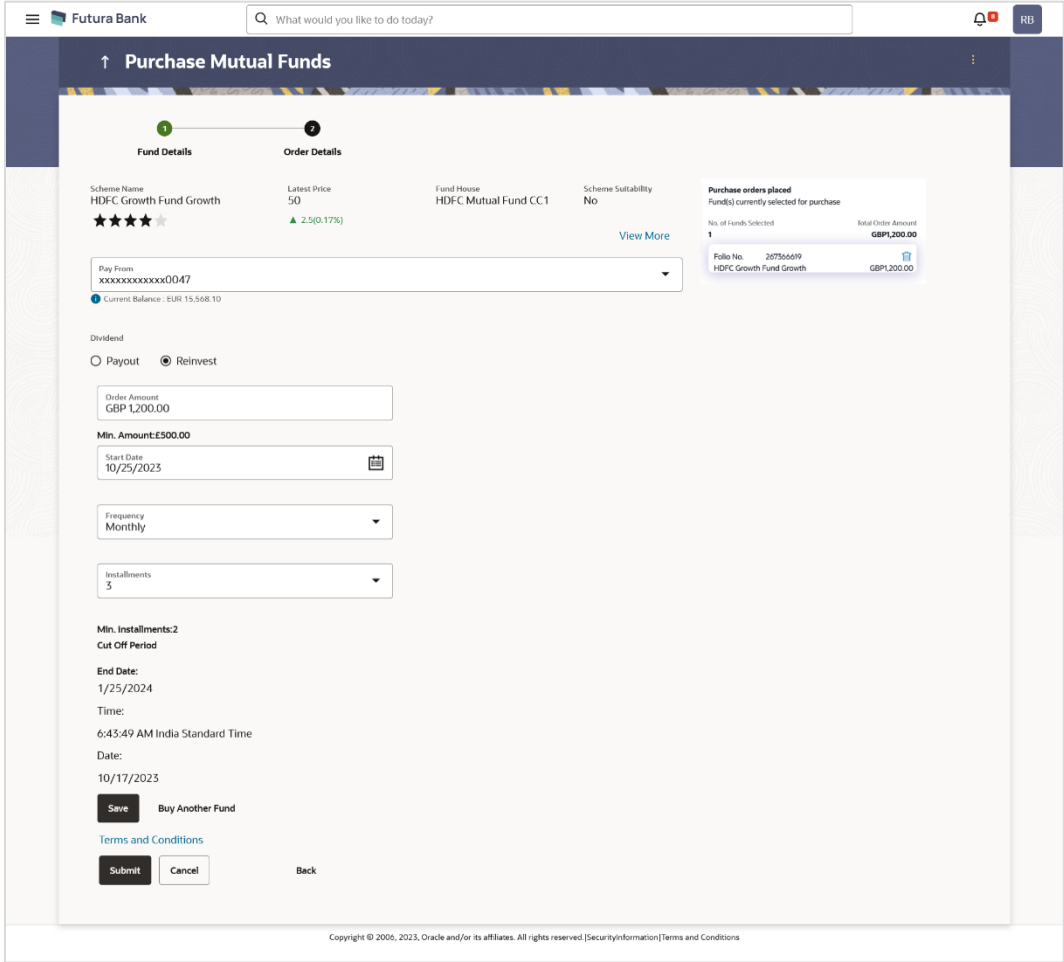 Futura Bank
What would you like to do today?
8
RB
Purchase Mutual Funds
1
2
Fund Details
Order Details
Scheme Name
HDFC Growth Fund Growth
Latest Price
50
2.5(0.17%)
Fund House
HDFC Mutual Fund CC1
Scheme Suitability
No
View More
Purchase orders placed
Fund(s) currently selected for purchase
No. of Funds Selected
Total Order Amount
1
GBP1,200.00
Folio No. 267366619
HDFC Growth Fund Growth
GBP1,200.00
Pay From
xxxxxxxxxxxx0047
Current Balance : EUR 15,568.10
Dividend
Payout
Reinvest
Order Amount
GBP 1,200.00
Min. Amount:£500.00
Start Date
10/25/2023
Frequency
Monthly
Installments
3
Min. Installments:2
Cut Off Period
End Date:
1/25/2024
Time:
6:43:49 AM India Standard Time
Date:
10/17/2023
Save
Buy Another Fund
Terms and Conditions
Submit
Cancel
Back
Copyright © 2006, 2023, Oracle and/or its affiliates. All rights reserved.|SecurityInformation|Terms and Conditions